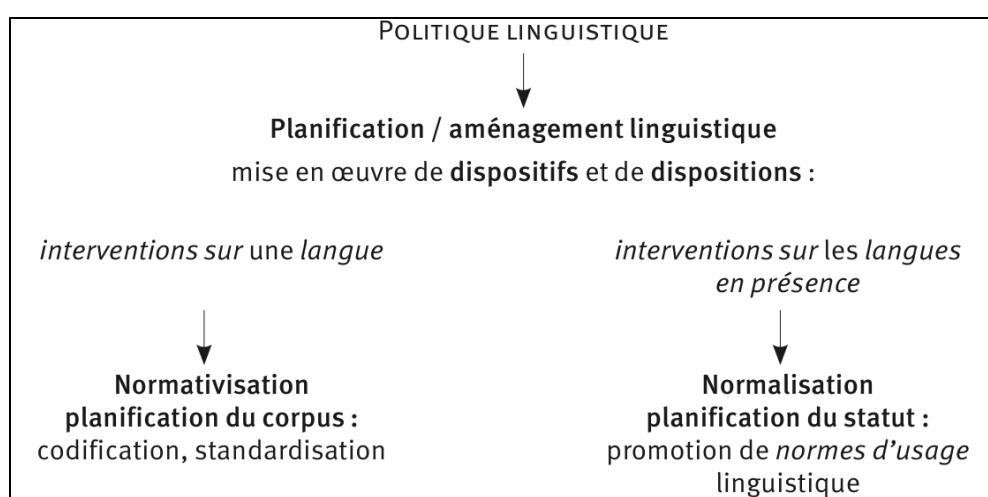 POLITIQUE LINGUISTIQUE
Planification / aménagement linguistique
mise en œuvre de dispositifs et de dispositions :
interventions sur une langue
Normativisation
planification du corpus :
codification, standardisation
interventions sur les langues
en présence
Normalisation
planification du statut :
promotion de normes d'usage
linguistique